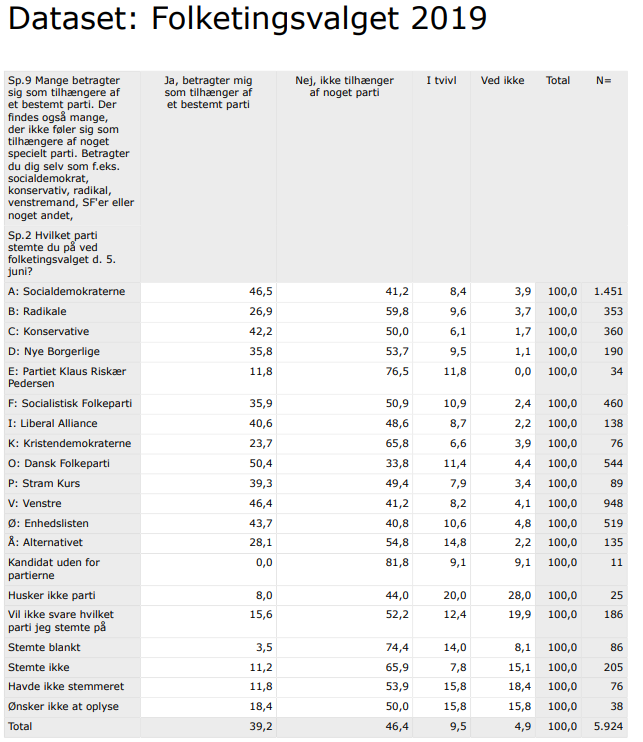 Dataset: Folketingsvalget 2019
Sp.9 Mange betragter
sig som tilhængere af
et bestemt parti. Der
findes også mange,
der ikke føler sig som
tilhængere af noget
specielt parti. Betragter
du dig selv som f.eks.
socialdemokrat,
konservativ, radikal,
venstremand, SF'er eller
noget andet,
Sp.2 Hvilket parti
stemte du på ved
folketingsvalget d. 5.
juni?
Ja, betragter mig
som tilhænger af
et bestemt parti
Nej, ikke tilhænger
af noget parti
I tvivl
Ved ikke
Total
N=
A: Socialdemokraterne 46,5 41,2 8,4 3,9 100,0 1.451
B: Radikale 26,9 59,8 9,6 3,7 100,0 353
C: Konservative 42,2 50,0 6,1 1,7 100,0 360
D: Nye Borgerlige 35,8 53,7 9,5 1,1 100,0 190
E: Partiet Klaus Riskær
Pedersen 11,8 76,5 11,8 0,0 100,0 34
F: Socialistisk Folkeparti 35,9 50,9 10,9 2,4 100,0 460
I: Liberal Alliance 40,6 48,6 8,7 2,2 100,0 138
K: Kristendemokraterne 23,7 65,8 6,6 3,9 100,0 76
O: Dansk Folkeparti 50,4 33,8 11,4 4,4 100,0 544
P: Stram Kurs 39,3 49,4 7,9 3,4 100,0 89
V: Venstre 46,4 41,2 8,2 4,1 100,0 948
Ø: Enhedslisten 43,7 40,8 10,6 4,8 100,0 519
Å: Alternativet 28,1 54,8 14,8 2,2 100,0 135
Kandidat uden for
partierne 0,0 81,8 9,1 9,1 100,0 11
Husker ikke parti 8,0 44,0 20,0 28,0 100,0 25
Vil ikke svare hvilket
parti jeg stemte på 15,6 52,2 12,4 19,9 100,0 186
Stemte blankt 3,5 74,4 14,0 8,1 100,0 86
Stemte ikke 11,2 65,9 7,8 15,1 100,0 205
Havde ikke stemmeret 11,8 53,9 15,8 18,4 100,0 76
Ønsker ikke at oplyse 18,4 50,0 15,8 15,8 100,0 38
Total 39,2 46,4 9,5 4,9 100,0 5.924